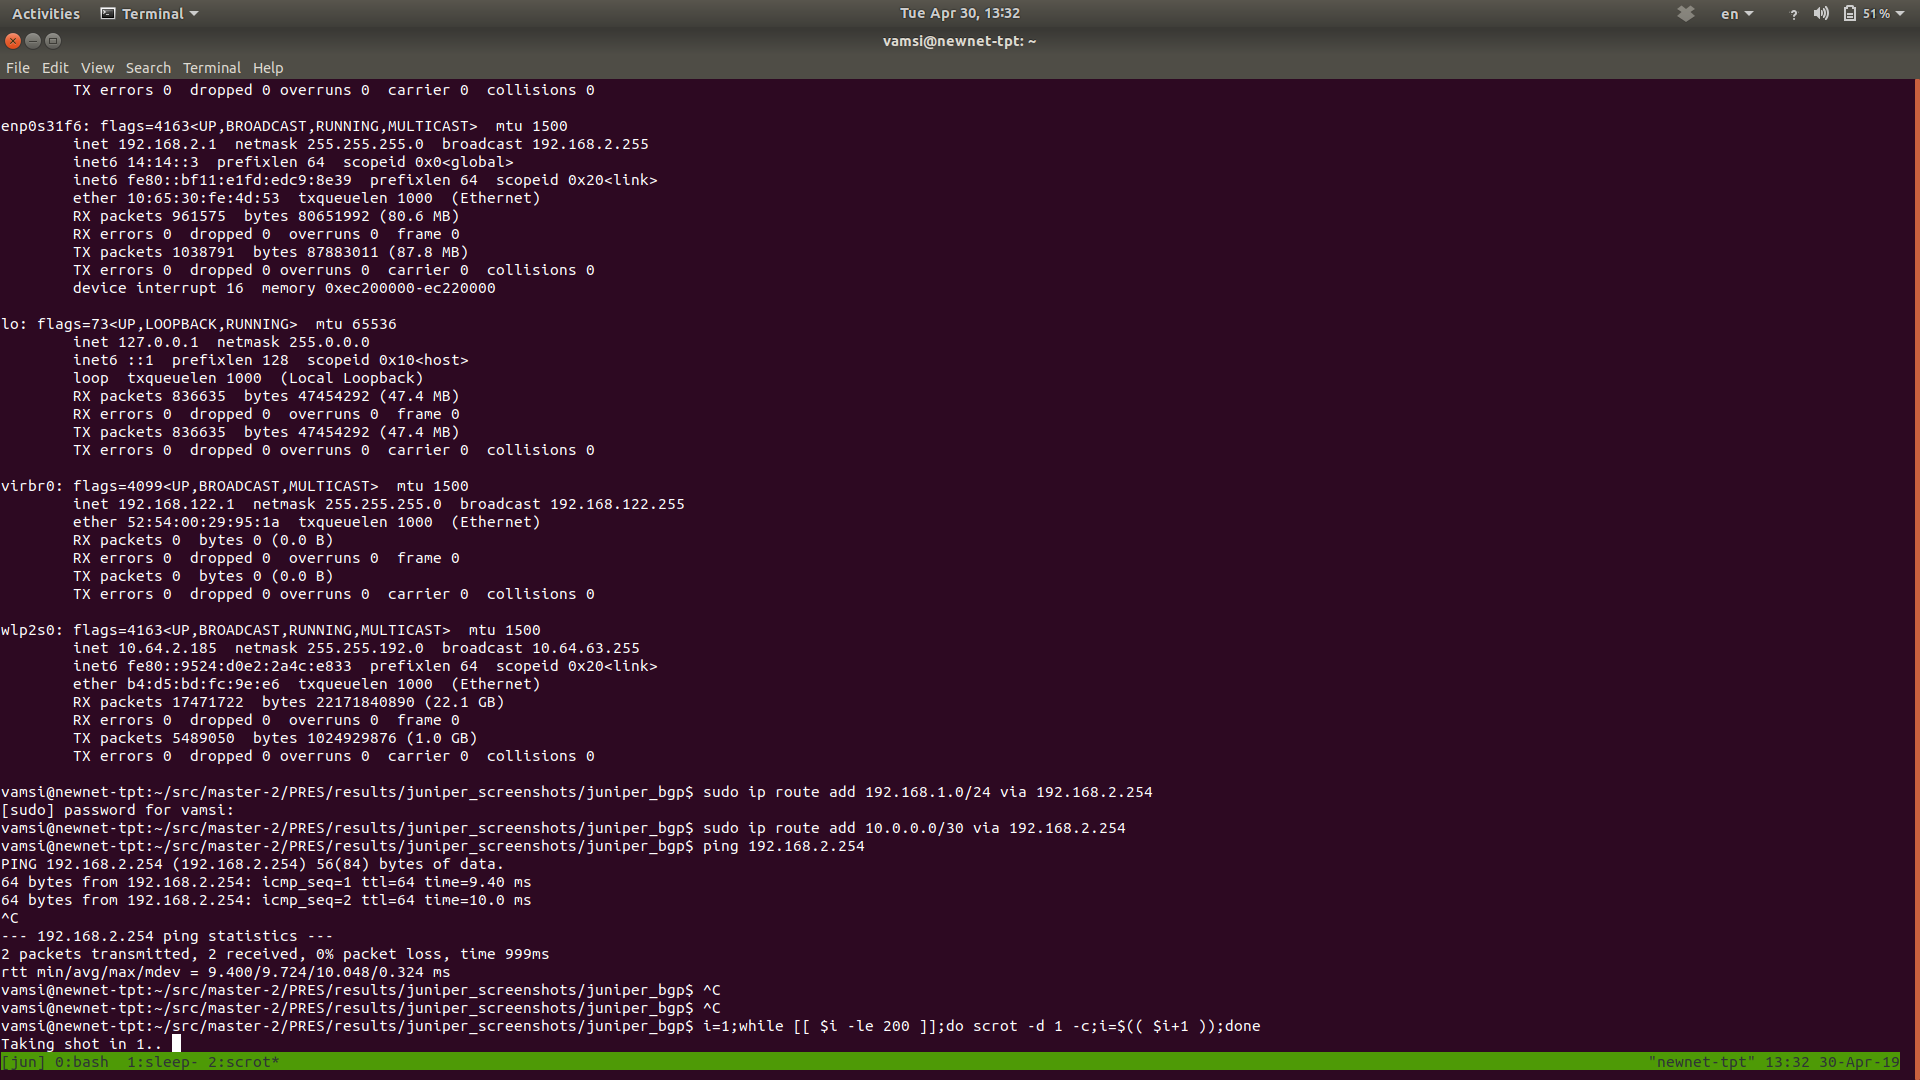 Activities Terminal Tue Apr 30, 13:32 en ? 51%
vamsi@newnet-tpt: ~
File Edit View Search Terminal Help
        TX errors 0  dropped 0 overruns 0  carrier 0  collisions 0

enp0s31f6: flags=4163<UP,BROADCAST,RUNNING,MULTICAST>  mtu 1500
        inet 192.168.2.1  netmask 255.255.255.0  broadcast 192.168.2.255
        inet6 14:14::3  prefixlen 64  scopeid 0x0<global>
        inet6 fe80::bf11:e1fd:edc9:8e39  prefixlen 64  scopeid 0x20<link>
        ether 10:65:30:fe:4d:53  txqueuelen 1000  (Ethernet)
        RX packets 961575  bytes 80651992 (80.6 MB)
        RX errors 0  dropped 0  overruns 0  frame 0
        TX packets 1038791  bytes 87883011 (87.8 MB)
        TX errors 0  dropped 0 overruns 0  carrier 0  collisions 0
        device interrupt 16  memory 0xec200000-ec220000

lo: flags=73<UP,LOOPBACK,RUNNING>  mtu 65536
        inet 127.0.0.1  netmask 255.0.0.0
        inet6 ::1  prefixlen 128  scopeid 0x10<host>
        loop  txqueuelen 1000  (Local Loopback)
        RX packets 836635  bytes 47454292 (47.4 MB)
        RX errors 0  dropped 0  overruns 0  frame 0
        TX packets 836635  bytes 47454292 (47.4 MB)
        TX errors 0  dropped 0 overruns 0  carrier 0  collisions 0

virbr0: flags=4099<UP,BROADCAST,MULTICAST>  mtu 1500
        inet 192.168.122.1  netmask 255.255.255.0  broadcast 192.168.122.255
        ether 52:54:00:29:95:1a  txqueuelen 1000  (Ethernet)
        RX packets 0  bytes 0 (0.0 B)
        RX errors 0  dropped 0  overruns 0  frame 0
        TX packets 0  bytes 0 (0.0 B)
        TX errors 0  dropped 0 overruns 0  carrier 0  collisions 0

wlp2s0: flags=4163<UP,BROADCAST,RUNNING,MULTICAST>  mtu 1500
        inet 10.64.2.185  netmask 255.255.192.0  broadcast 10.64.63.255
        inet6 fe80::9524:d0e2:2a4c:e833  prefixlen 64  scopeid 0x20<link>
        ether b4:d5:bd:fc:9e:e6  txqueuelen 1000  (Ethernet)
        RX packets 17471722  bytes 22171840890 (22.1 GB)
        RX errors 0  dropped 0  overruns 0  frame 0
        TX packets 5489050  bytes 1024929876 (1.0 GB)
        TX errors 0  dropped 0 overruns 0  carrier 0  collisions 0

vamsi@newnet-tpt:~/src/master-2/PRES/results/juniper_screenshots/juniper_bgp$ sudo ip route add 192.168.1.0/24 via 192.168.2.254
[sudo] password for vamsi:
vamsi@newnet-tpt:~/src/master-2/PRES/results/juniper_screenshots/juniper_bgp$ sudo ip route add 10.0.0.0/30 via 192.168.2.254
vamsi@newnet-tpt:~/src/master-2/PRES/results/juniper_screenshots/juniper_bgp$ ping 192.168.2.254
PING 192.168.2.254 (192.168.2.254) 56(84) bytes of data.
64 bytes from 192.168.2.254: icmp_seq=1 ttl=64 time=9.40 ms
64 bytes from 192.168.2.254: icmp_seq=2 ttl=64 time=10.0 ms
^C
--- 192.168.2.254 ping statistics ---
2 packets transmitted, 2 received, 0% packet loss, time 999ms
rtt min/avg/max/mdev = 9.400/9.724/10.048/0.324 ms
vamsi@newnet-tpt:~/src/master-2/PRES/results/juniper_screenshots/juniper_bgp$ ^C
vamsi@newnet-tpt:~/src/master-2/PRES/results/juniper_screenshots/juniper_bgp$ ^C
vamsi@newnet-tpt:~/src/master-2/PRES/results/juniper_screenshots/juniper_bgp$ i=1;while [[ $i -le 200 ]];do scrot -d 1 -c;i=$(( $i+1 ));done
Taking shot in 1..
[jun] 0:bash  1:sleep- 2:scrot* "newnet-tpt" 13:32 30-Apr-19